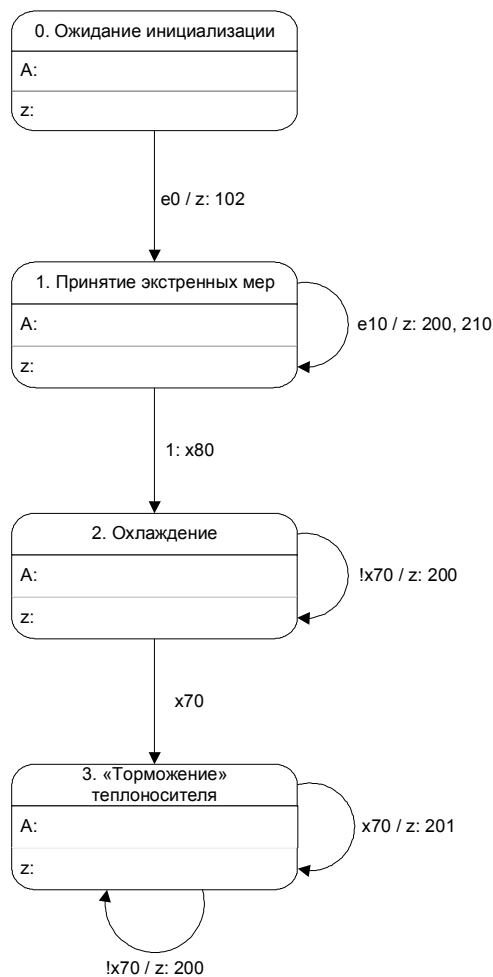 0. Ожидание инициализации
A:
z:
e0 / z: 102
1. Принятие экстренных мер
A:
z:
e10 / z: 200, 210
1: x80
2. Охлаждение
A:
z:
!x70 / z: 200
x70
3. «Торможение»
теплоносителя
A:
z:
x70 / z: 201
!x70 / z: 200